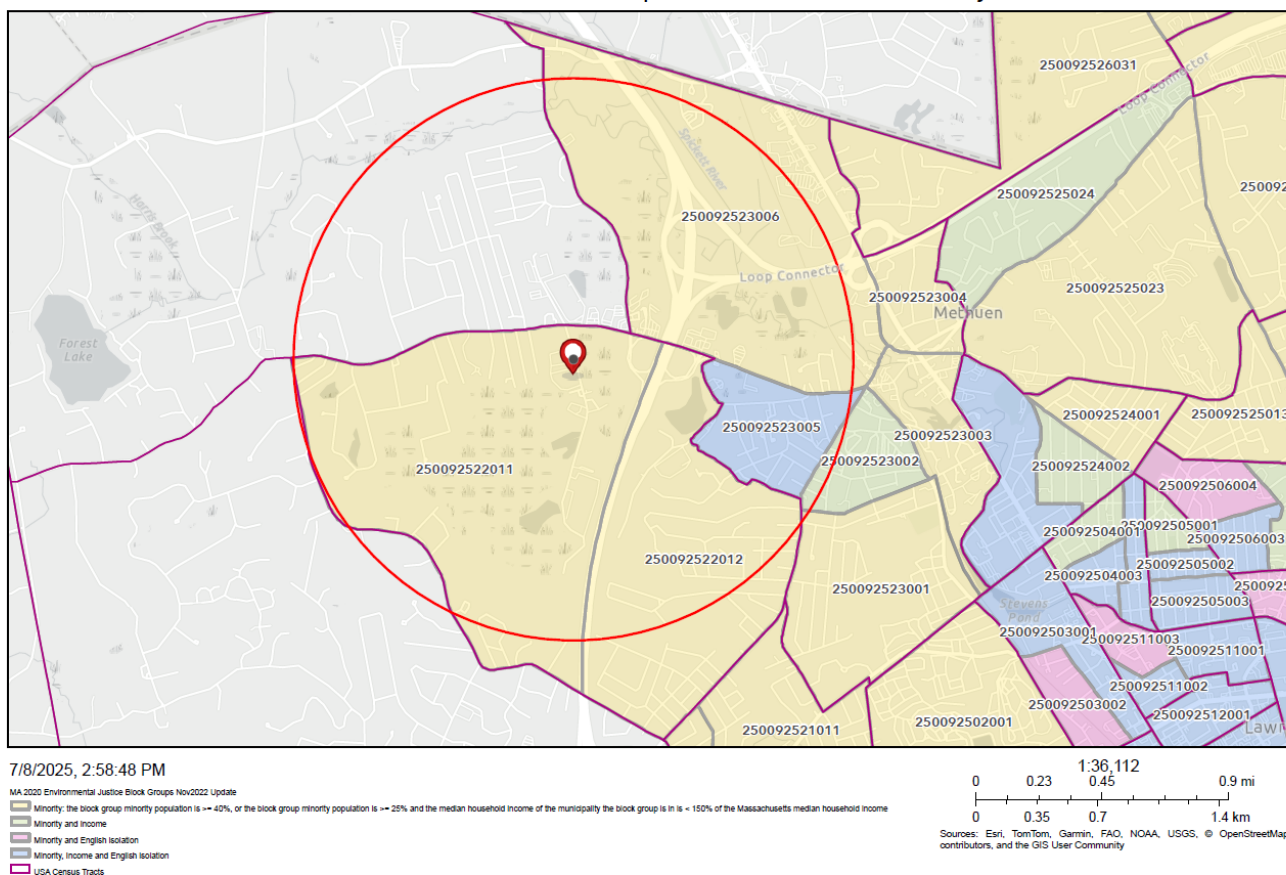 250092526031
Loop Connector
Spickett River
250092525024
250092
250092523006
Harris Brook
Loop Connector
250092523004
250092525023
Methuen
Forest
Lake
250092524001
250092525013
250092523005
250092523003
250092523002
250092522011
250092524002
250092506004
250092505001
250092504001
250092506003
250092522012
250092505002
250092504003
250092523001
250092505003
Stevens
Pond
250092503001
250092511003
250092511001
250092511002
250092503002
250092512001
250092502001
250092521011
7/8/2025, 2:58:48 PM
MA 2020 Environmental Justice Block Groups Nov2022 Update
Minority: the block group minority population is >= 40%, or the block group minority population is >= 25% and the median household income of the municipality the block group is in is < 150% of the Massachusetts median household income
Minority and Income
Minority and English Isolation
Minority, Income and English Isolation
USA Census Tracts
1:36,112
0 0.23 0.45 0.9 mi
0 0.35 0.7 1.4 km
Sources: Esri, TomTom, Garmin, FAO, NOAA, USGS, © OpenStreetMap
contributors, and the GIS User Community